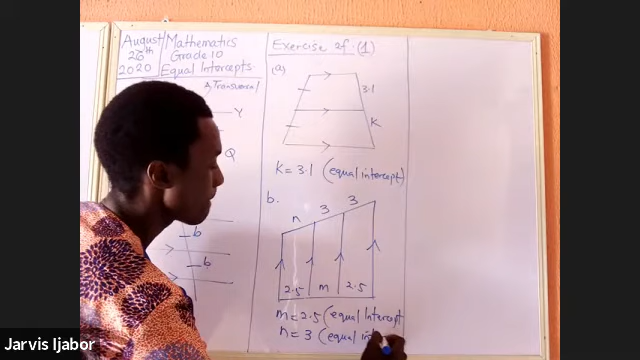 August
26th
2020
Mathematics
Grade 10
Equal Intercepts
A Transversal
Y
Q
b
b
Exercise 2f (1)
(a)
3.1
K
K = 3.1 (equal intercept)
b.
n 3 3
2.5 m 2.5
m = 2.5 (equal Intercept
n = 3 (equal in
Jarvis Ijabor